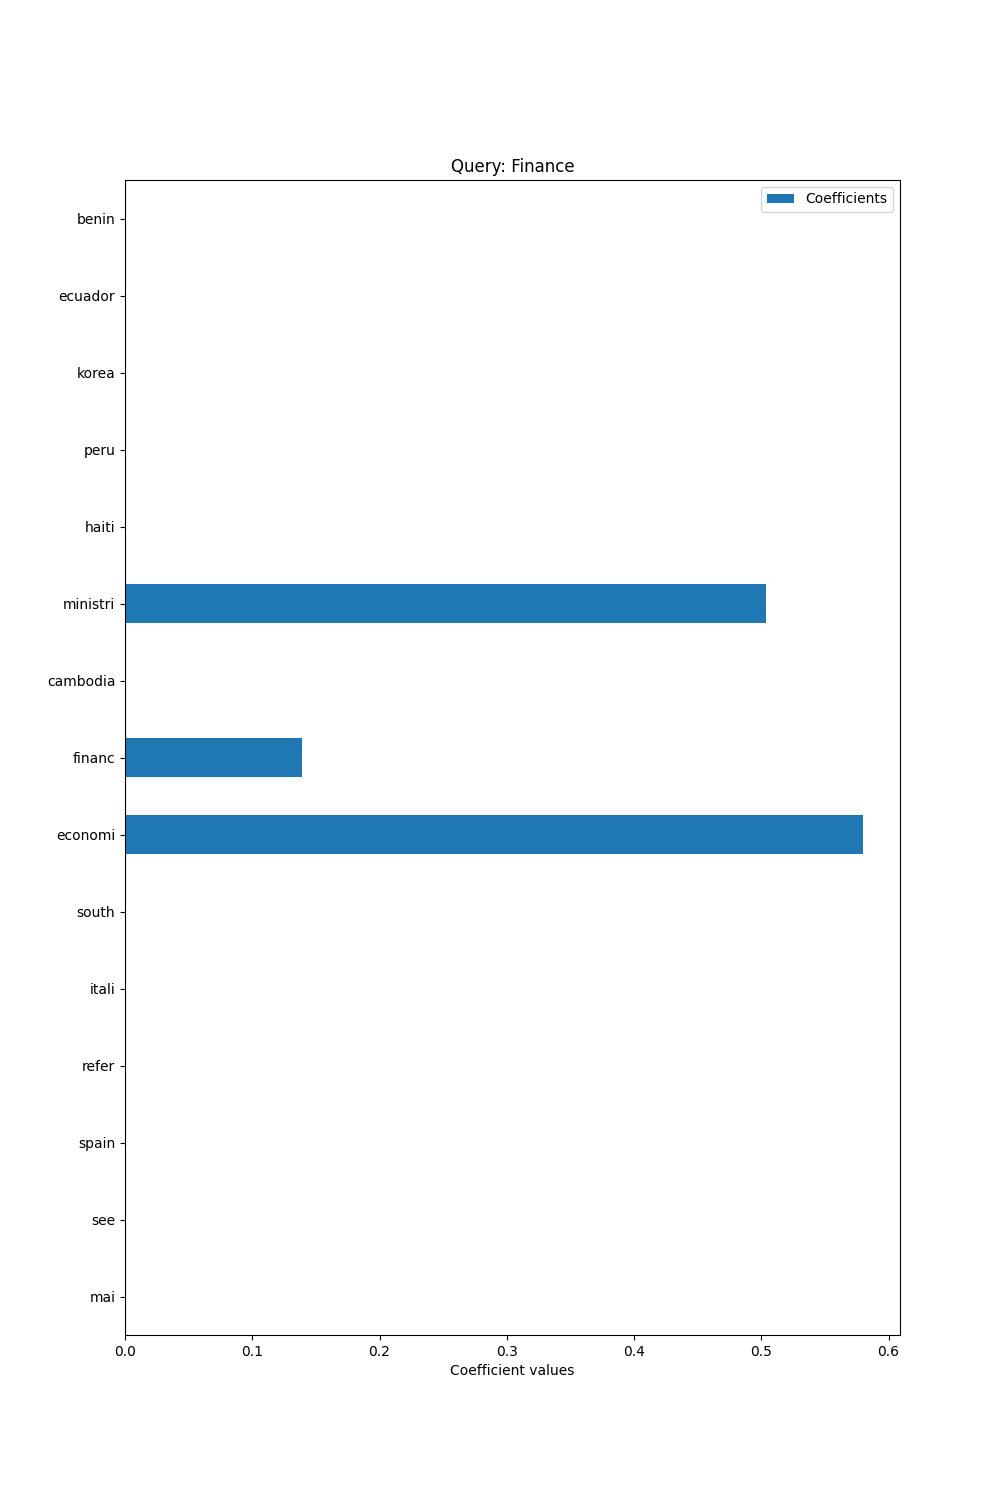 Query: Finance
Coefficients
benin
ecuador
korea
peru
haiti
ministri
cambodia
financ
economi
south
itali
refer
spain
see
mai
0.0 0.1 0.2 0.3 0.4 0.5 0.6
Coefficient values